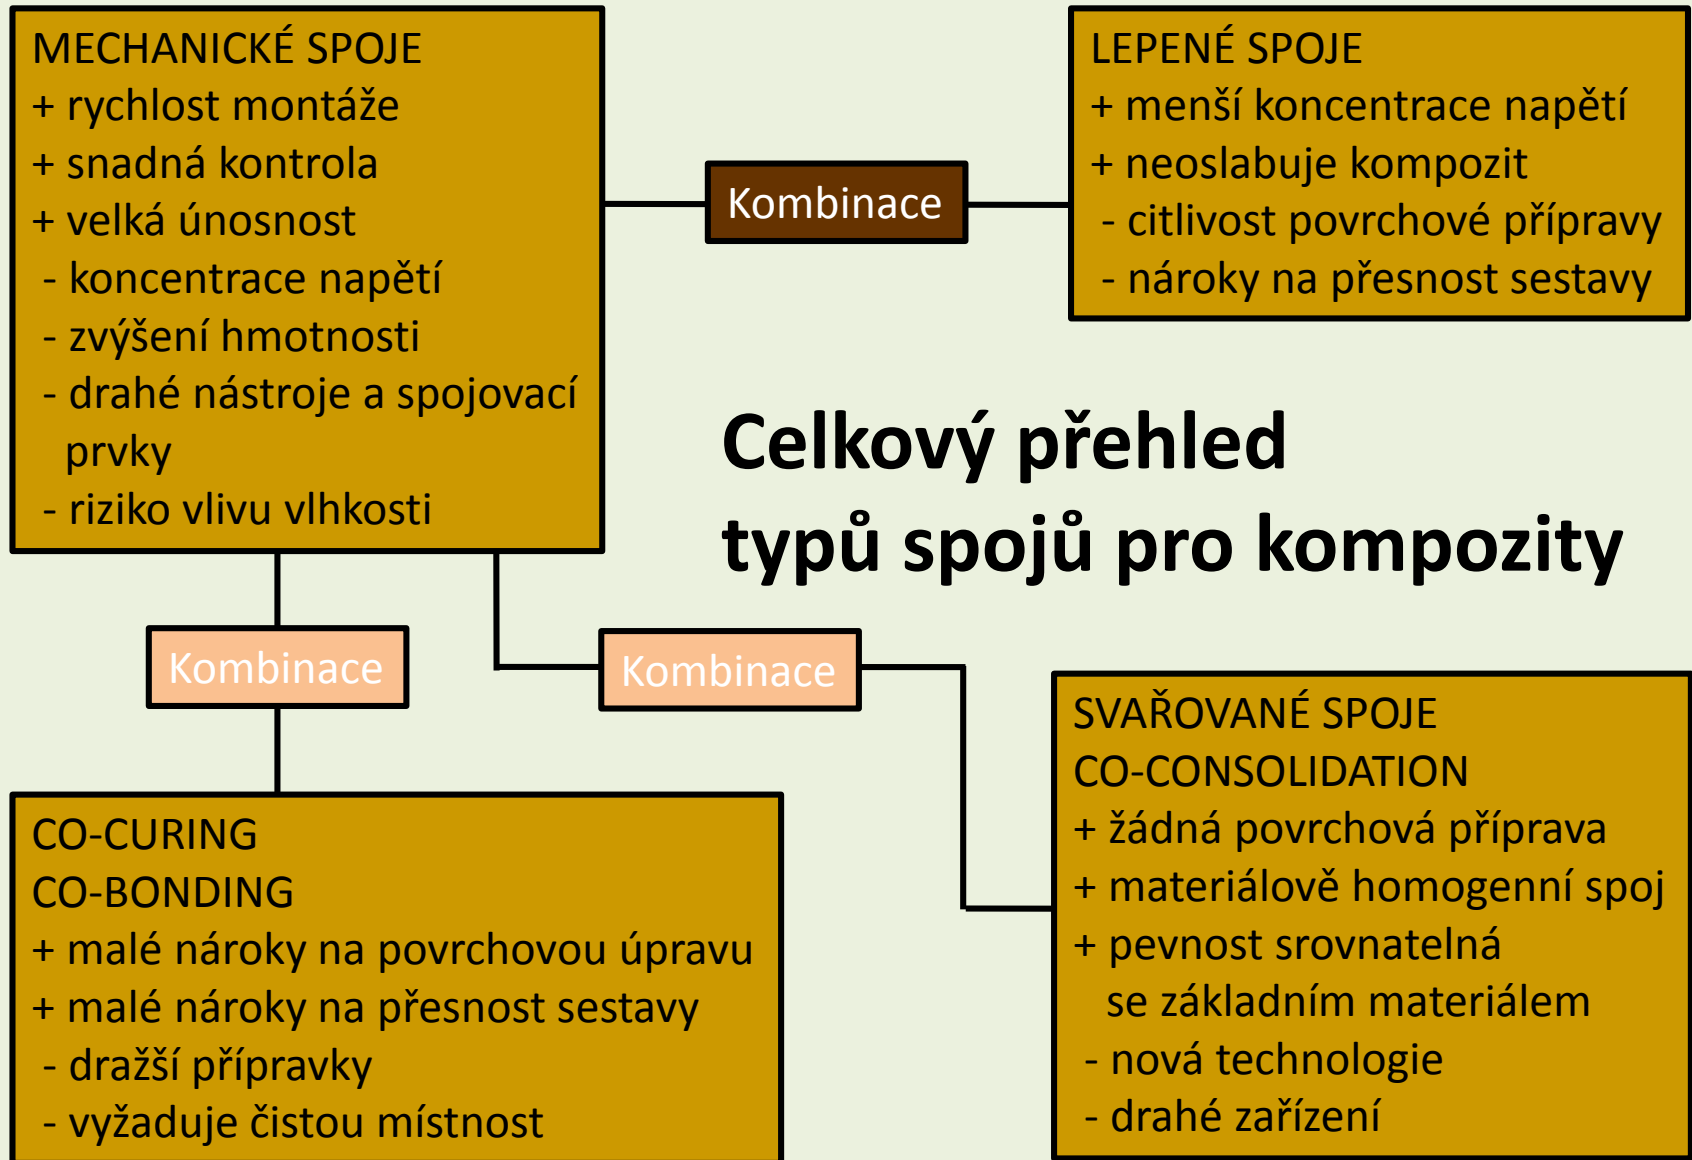 MECHANICKÉ SPOJE
+ rychlost montáže
+ snadná kontrola
+ velká únosnost
- koncentrace napětí
- zvýšení hmotnosti
- drahé nástroje a spojovací
prvky
- riziko vlivu vlhkosti
Kombinace
LEPENÉ SPOJE
+ menší koncentrace napětí
+ neoslabuje kompozit
- citlivost povrchové přípravy
- nároky na přesnost sestavy
Celkový přehled
typů spojů pro kompozity
Kombinace
Kombinace
CO-CURING
CO-BONDING
+ malé nároky na povrchovou úpravu
+ malé nároky na přesnost sestavy
- dražší přípravky
- vyžaduje čistou místnost
SVAŘOVANÉ SPOJE
CO-CONSOLIDATION
+ žádná povrchová příprava
+ materiálově homogenní spoj
+ pevnost srovnatelná
se základním materiálem
- nová technologie
- drahé zařízení